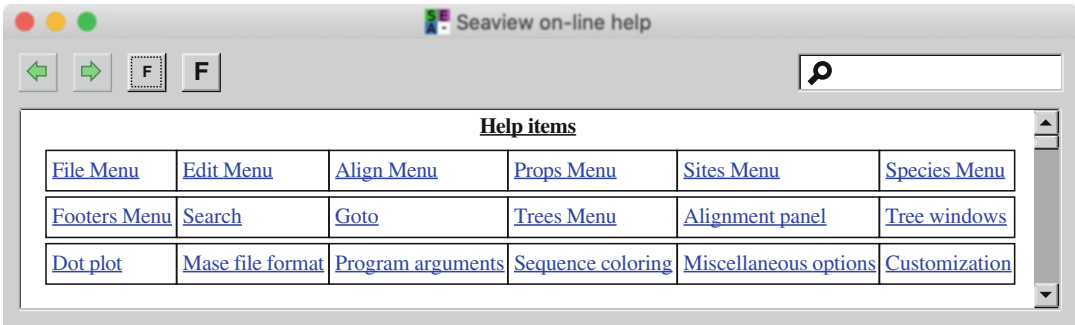 SEA- Seaview on-line help
F F
Help items
File Menu Edit Menu Align Menu Props Menu Sites Menu Species Menu
Footers Menu Search Goto Trees Menu Alignment panel Tree windows
Dot plot Mase file format Program arguments Sequence coloring Miscellaneous options Customization